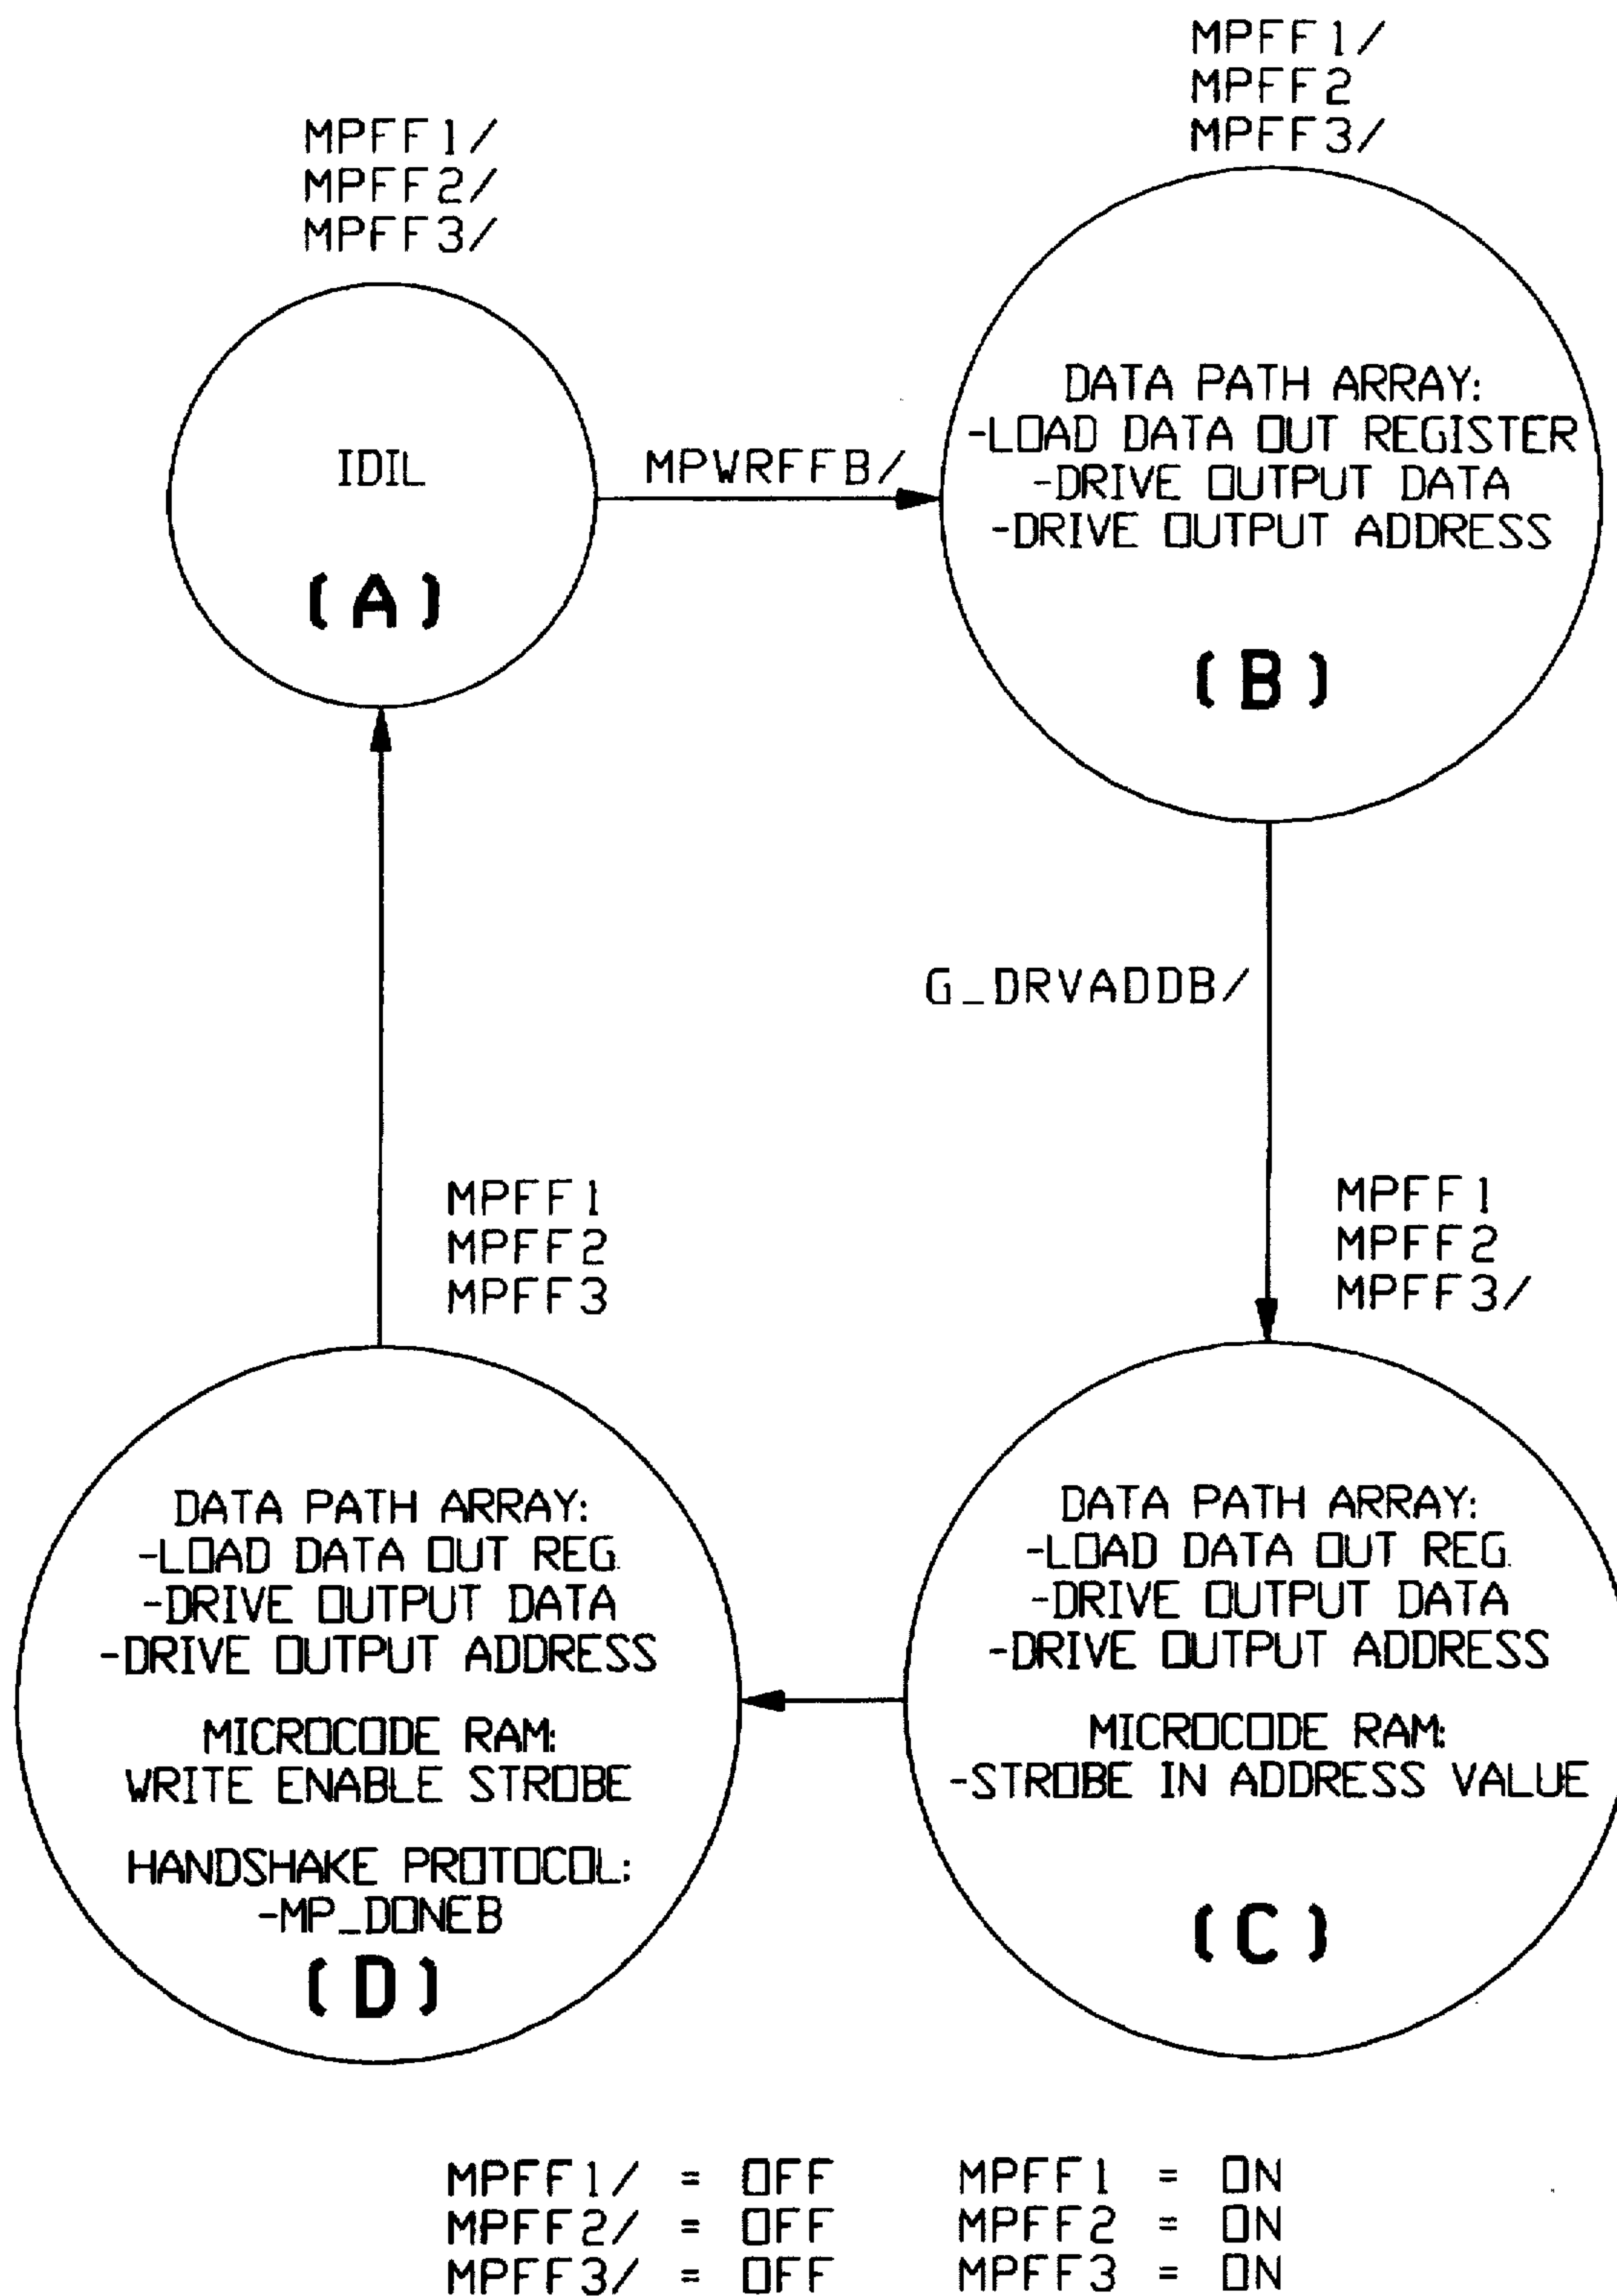 MPFF1/
MPFF2/
MPFF3/
IDIL
(A)
MPWRFFB/
MPFF1/
MPFF2
MPFF3/
DATA PATH ARRAY:
-LOAD DATA OUT REGISTER
-DRIVE OUTPUT DATA
-DRIVE OUTPUT ADDRESS
(B)
G_DRVADDB/
MPFF1
MPFF2
MPFF3/
DATA PATH ARRAY:
-LOAD DATA OUT REG.
-DRIVE OUTPUT DATA
-DRIVE OUTPUT ADDRESS
MICROCODE RAM:
-STROBE IN ADDRESS VALUE
(C)
MPFF1
MPFF2
MPFF3
DATA PATH ARRAY:
-LOAD DATA OUT REG.
-DRIVE OUTPUT DATA
-DRIVE OUTPUT ADDRESS
MICROCODE RAM:
WRITE ENABLE STROBE
HANDSHAKE PROTOCOL:
-MP_DONEB
(D)
MPFF1/ = OFF MPFF1 = ON
MPFF2/ = OFF MPFF2 = ON
MPFF3/ = OFF MPFF3 = ON